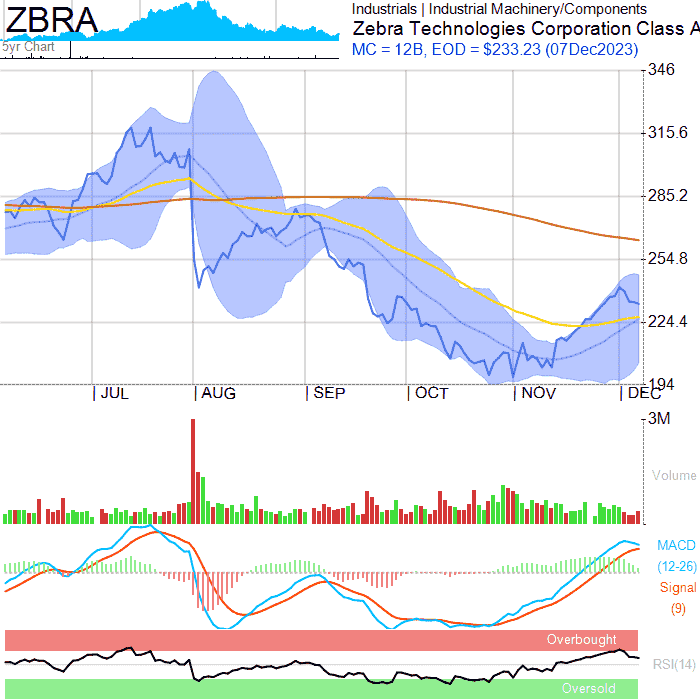 ZBRA
5yr Chart
Industrials | Industrial Machinery/Components
Zebra Technologies Corporation Class A
MC = 12B, EOD = $233.23 (07Dec2023)
346
315.6
285.2
254.8
224.4
194
JUL AUG SEP OCT NOV DEC
3M
Volume
MACD
(12-26)
Signal
(9)
Overbought
RSI(14)
Oversold